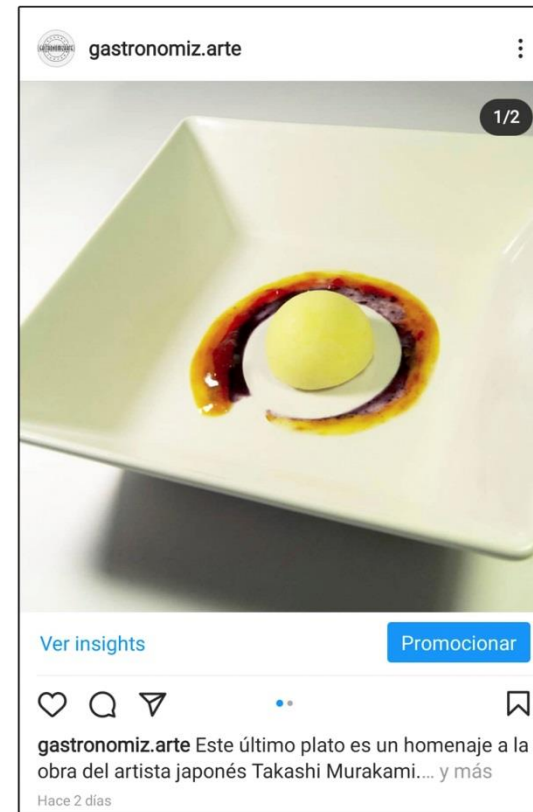 gastronomiz.arte
1/2
Ver insights
Promocionar
gastronomiz.arte Este último plato es un homenaje a la
obra del artista japonés Takashi Murakami.... y más
Hace 2 días